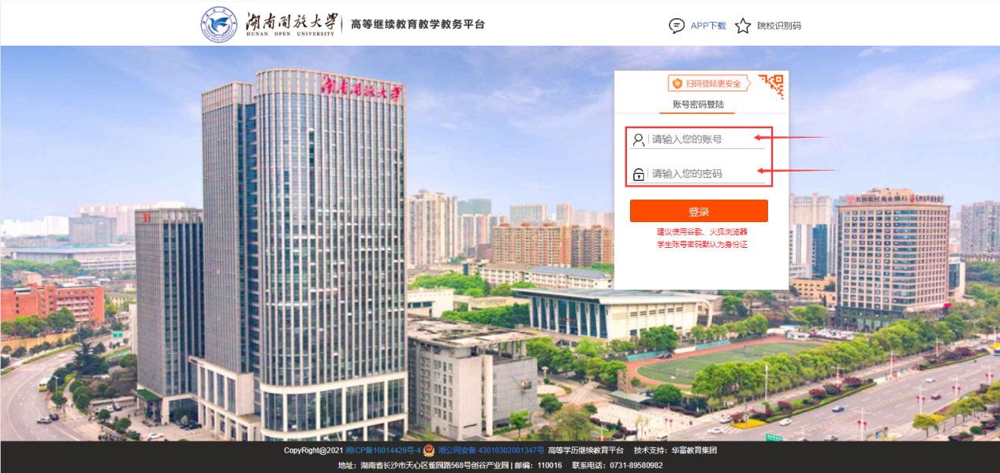 湖南开放大学
HUNAN OPEN UNIVERSITY
高等继续教育教学教务平台
APP下载 院校识别码
湖南开放大学
扫码登陆更安全
账号密码登陆
请输入您的账号
请输入您的密码
登录
建议使用谷歌、火狐浏览器
学生账号密码默认为身份证
CopyRight@2021 湘ICP备16014429号-4 湘公网安备 43010302001347号 高等学历继续教育平台 技术支持：华富教育集团
地址：湖南省长沙市天心区雀园路568号创谷产业园 | 邮编：110016 联系电话：0731-89580982